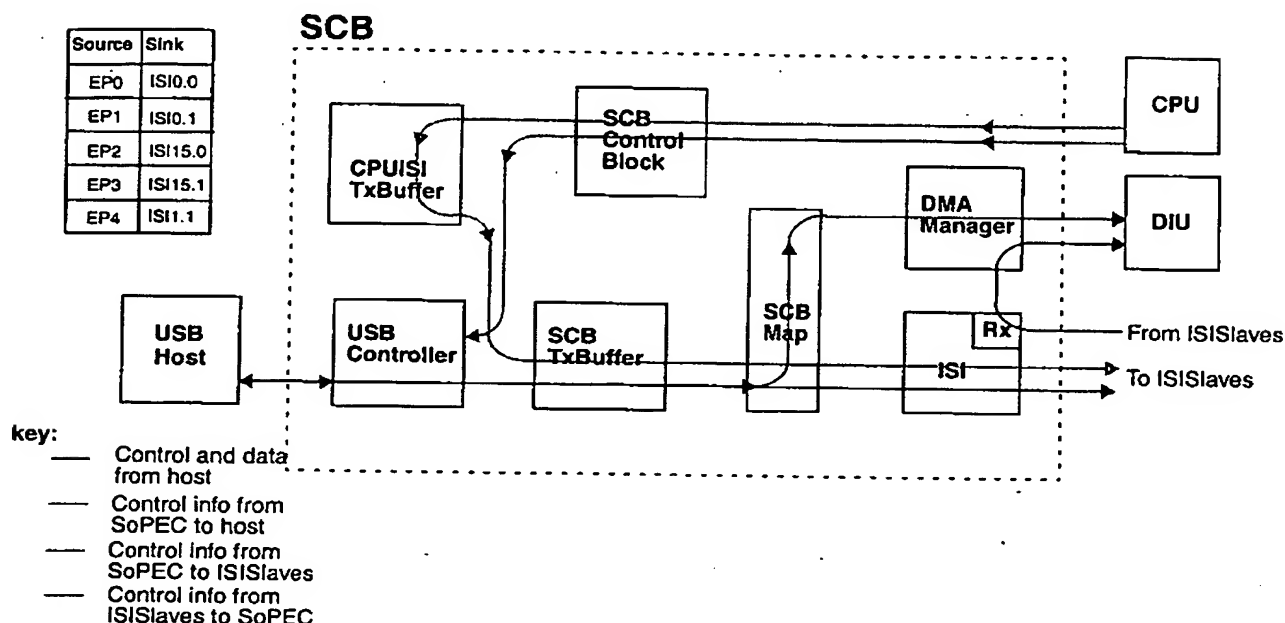 SCB
Source Sink
EP0 ISI0.0
EP1 ISI0.1
EP2 ISI15.0
EP3 ISI15.1
EP4 ISI1.1
CPUISI
TxBuffer
SCB
Control
Block
CPU
DMA
Manager
DIU
USB
Host
USB
Controller
SCB
TxBuffer
SCB
Map
Rx
ISI
From ISISlaves
To ISISlaves
key:
Control and data
from host
Control info from
SoPEC to host
Control info from
SoPEC to ISISlaves
Control info from
ISISlaves to SoPEC